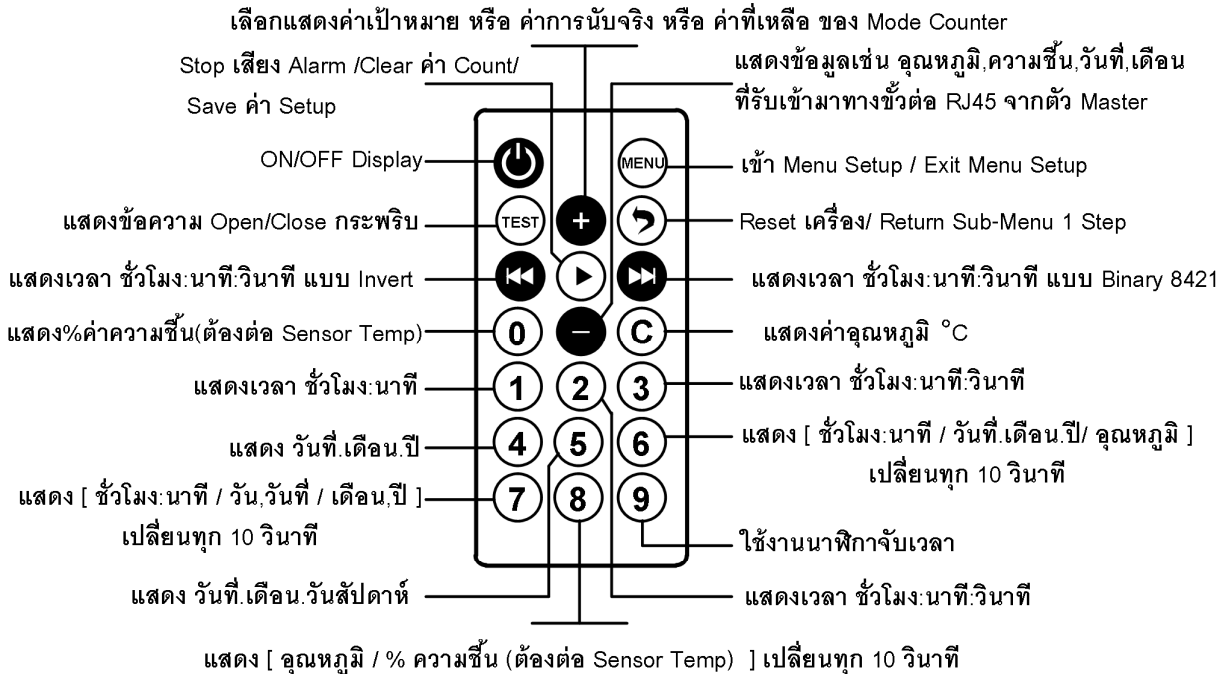 เลือกแสดงค่าเป้าหมาย หรือ ค่าการนับจริง หรือ ค่าที่เหลือ ของ Mode Counter
Stop เสียง Alarm /Clear ค่า Count/
Save ค่า Setup
แสดงข้อมูลเช่น อุณหภูมิ,ความชื้น,วันที่,เดือน
ที่รับเข้ามาทางขั้วต่อ RJ45 จากตัว Master
ON/OFF Display
MENU
เข้า Menu Setup / Exit Menu Setup
แสดงข้อความ Open/Close กระพริบ
TEST
+
Reset เครื่อง/ Return Sub-Menu 1 Step
แสดงเวลา ชั่วโมง:นาที:วินาที แบบ Invert
แสดงเวลา ชั่วโมง:นาที:วินาที แบบ Binary 8421
แสดง%ค่าความชื้น(ต้องต่อ Sensor Temp)
0
−
C
แสดงค่าอุณหภูมิ °C
แสดงเวลา ชั่วโมง:นาที
1
2
3
แสดงเวลา ชั่วโมง:นาที:วินาที
แสดง วันที่.เดือน.ปี
4
5
6
แสดง [ ชั่วโมง:นาที / วันที่.เดือน.ปี/ อุณหภูมิ ]
เปลี่ยนทุก 10 วินาที
แสดง [ ชั่วโมง:นาที / วัน,วันที่ / เดือน,ปี ]
เปลี่ยนทุก 10 วินาที
7
8
9
ใช้งานนาฬิกาจับเวลา
แสดง วันที่.เดือน.วันสัปดาห์
แสดงเวลา ชั่วโมง:นาที:วินาที
แสดง [ อุณหภูมิ / % ความชื้น (ต้องต่อ Sensor Temp) ] เปลี่ยนทุก 10 วินาที